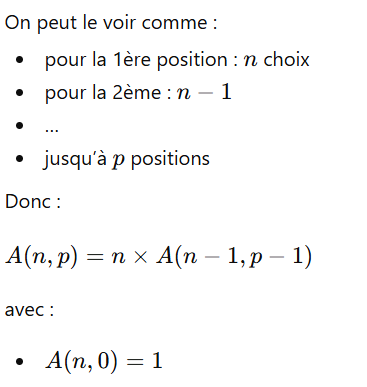 On peut le voir comme :
• pour la 1ère position : n choix
• pour la 2ème : n − 1
• ...
• jusqu'à p positions
Donc :
A(n, p) = n × A(n − 1, p − 1)
avec :
• A(n, 0) = 1